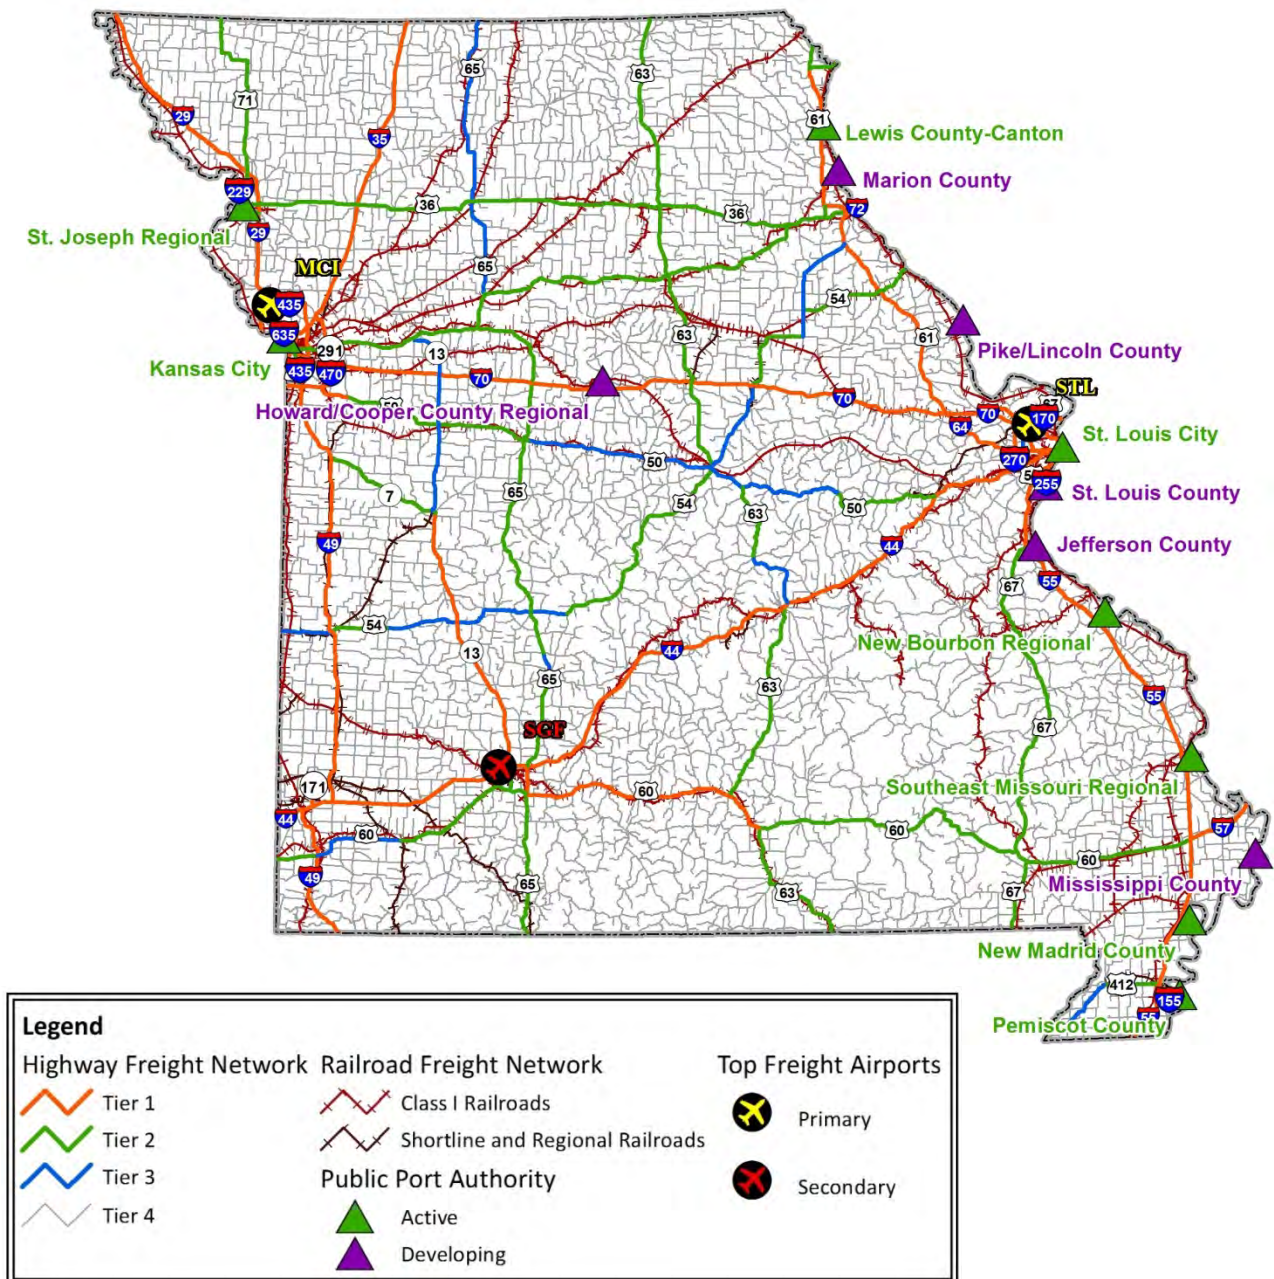 65
63
71
61
29
35
Lewis County-Canton
Marion County
229
36
36
72
29
St. Joseph Regional
MCI
65
435
54
635
63
61
Pike/Lincoln County
291
13
Kansas City
435
470
70
70
STL
67
Howard/Cooper County Regional
50
64
70
170
St. Louis City
270
50
65
54
7
63
50
255
St. Louis County
49
44
Jefferson County
55
67
54
New Bourbon Regional
13
44
65
63
55
67
SGF
171
60
Southeast Missouri Regional
44
60
60
57
60
49
65
63
67
Mississippi County
New Madrid County
412
155
55
Pemiscot County
Legend
Highway Freight Network
Tier 1
Tier 2
Tier 3
Tier 4
Railroad Freight Network
Class I Railroads
Shortline and Regional Railroads
Public Port Authority
Active
Developing
Top Freight Airports
Primary
Secondary